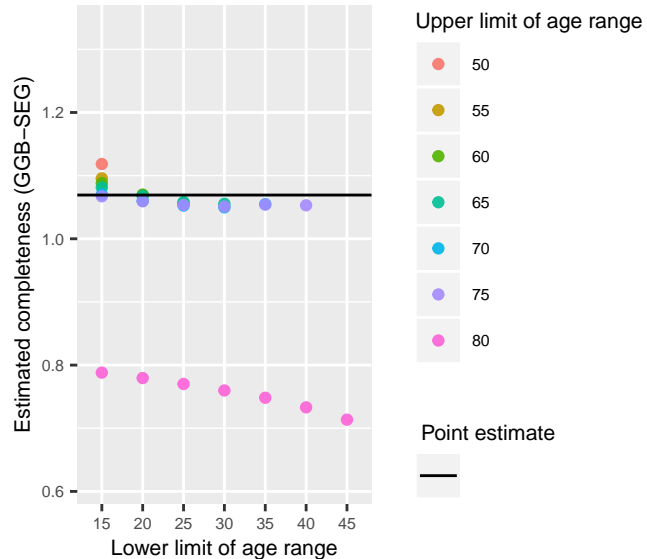 Estimated completeness (GGB−SEG)
1.2
1.0
0.8
0.6
15 20 25 30 35 40 45
Lower limit of age range
Upper limit of age range
50
55
60
65
70
75
80
Point estimate